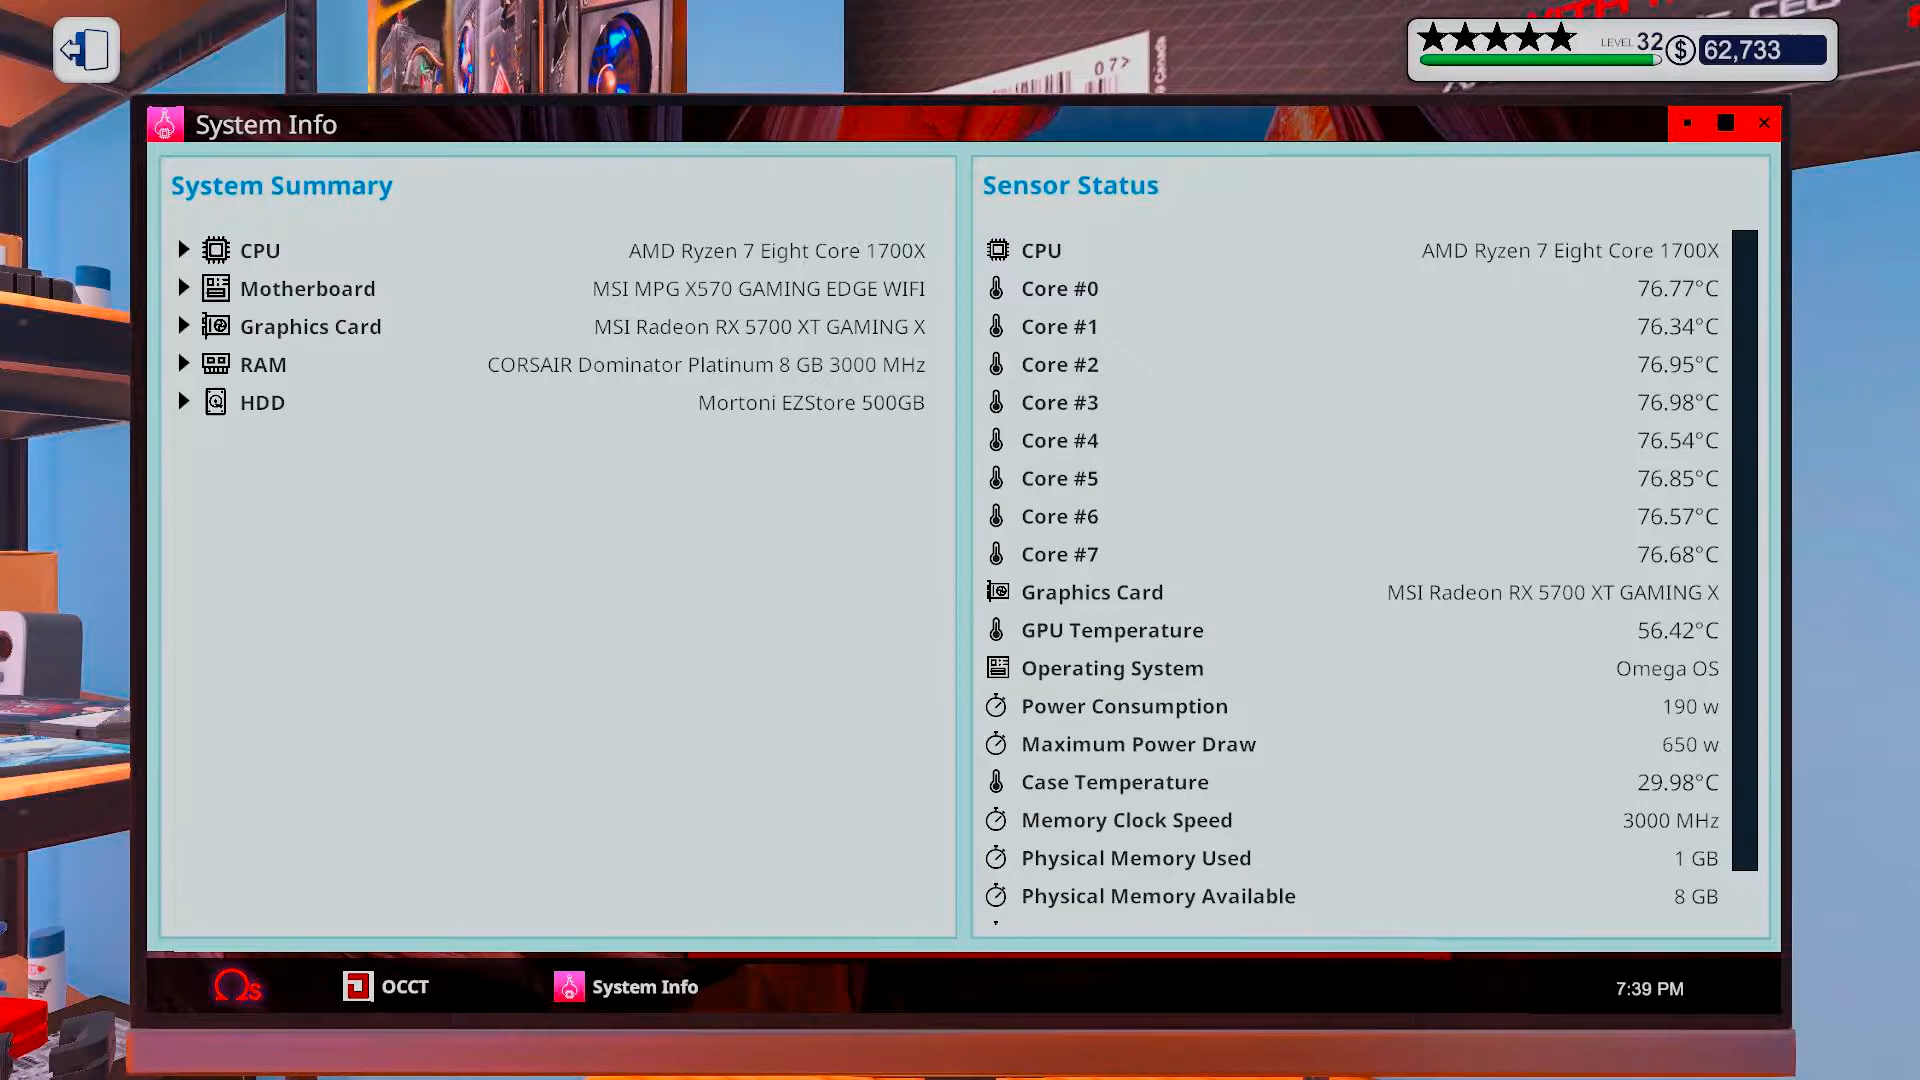 LEVEL 32 $ 62,733
System Info
System Summary
CPU AMD Ryzen 7 Eight Core 1700X
Motherboard MSI MPG X570 GAMING EDGE WIFI
Graphics Card MSI Radeon RX 5700 XT GAMING X
RAM CORSAIR Dominator Platinum 8 GB 3000 MHz
HDD Mortoni EZStore 500GB
Sensor Status
CPU AMD Ryzen 7 Eight Core 1700X
Core #0 76.77°C
Core #1 76.34°C
Core #2 76.95°C
Core #3 76.98°C
Core #4 76.54°C
Core #5 76.85°C
Core #6 76.57°C
Core #7 76.68°C
Graphics Card MSI Radeon RX 5700 XT GAMING X
GPU Temperature 56.42°C
Operating System Omega OS
Power Consumption 190 w
Maximum Power Draw 650 w
Case Temperature 29.98°C
Memory Clock Speed 3000 MHz
Physical Memory Used 1 GB
Physical Memory Available 8 GB
Ωs
OCCT
System Info
7:39 PM